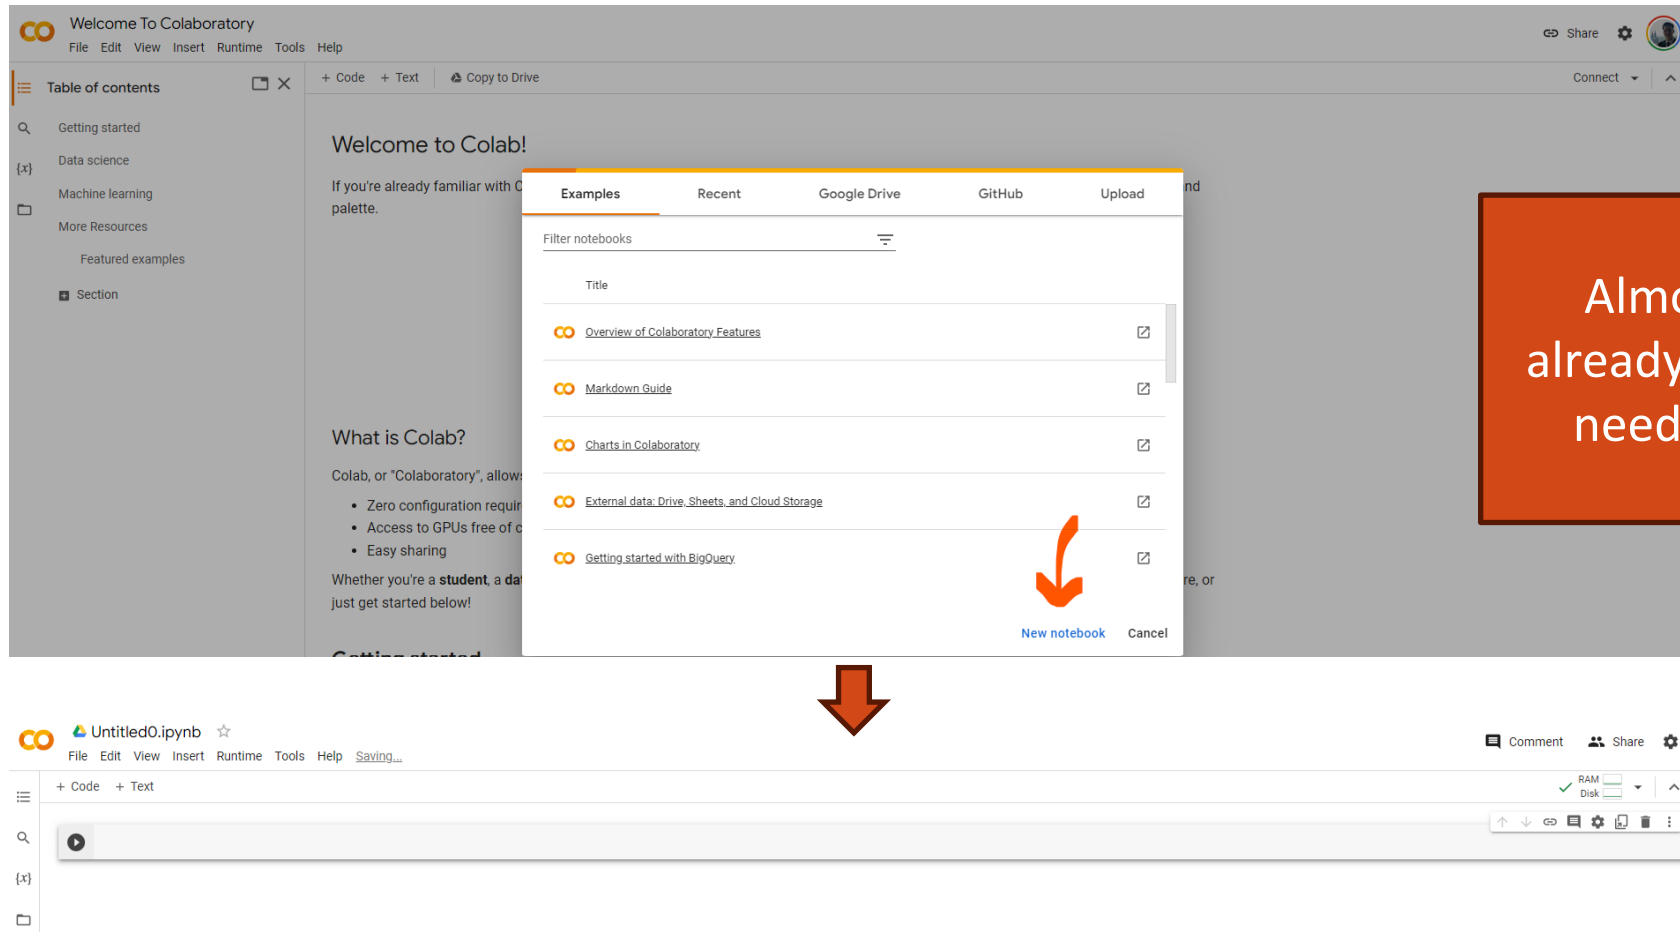 Welcome To Colaboratory
File Edit View Insert Runtime Tools Help
Share
Table of contents
+ Code + Text Copy to Drive
Connect
Getting started
Data science
{x}
Machine learning
More Resources
Featured examples
Section
Welcome to Colab!
If you're already familiar with
palette.
Examples Recent Google Drive GitHub Upload
Filter notebooks
Title
Overview of Colaboratory Features
Markdown Guide
Charts in Colaboratory
External data: Drive, Sheets, and Cloud Storage
Getting started with BigQuery
New notebook Cancel
What is Colab?
Colab, or "Colaboratory", allows
• Zero configuration
• Access to GPUs free of
• Easy sharing
Whether you're a student, a
or
just get started below!
Getting started
already
need
Untitled0.ipynb
File Edit View Insert Runtime Tools Help Saving...
Comment Share
+ Code + Text
RAM
Disk
{x}